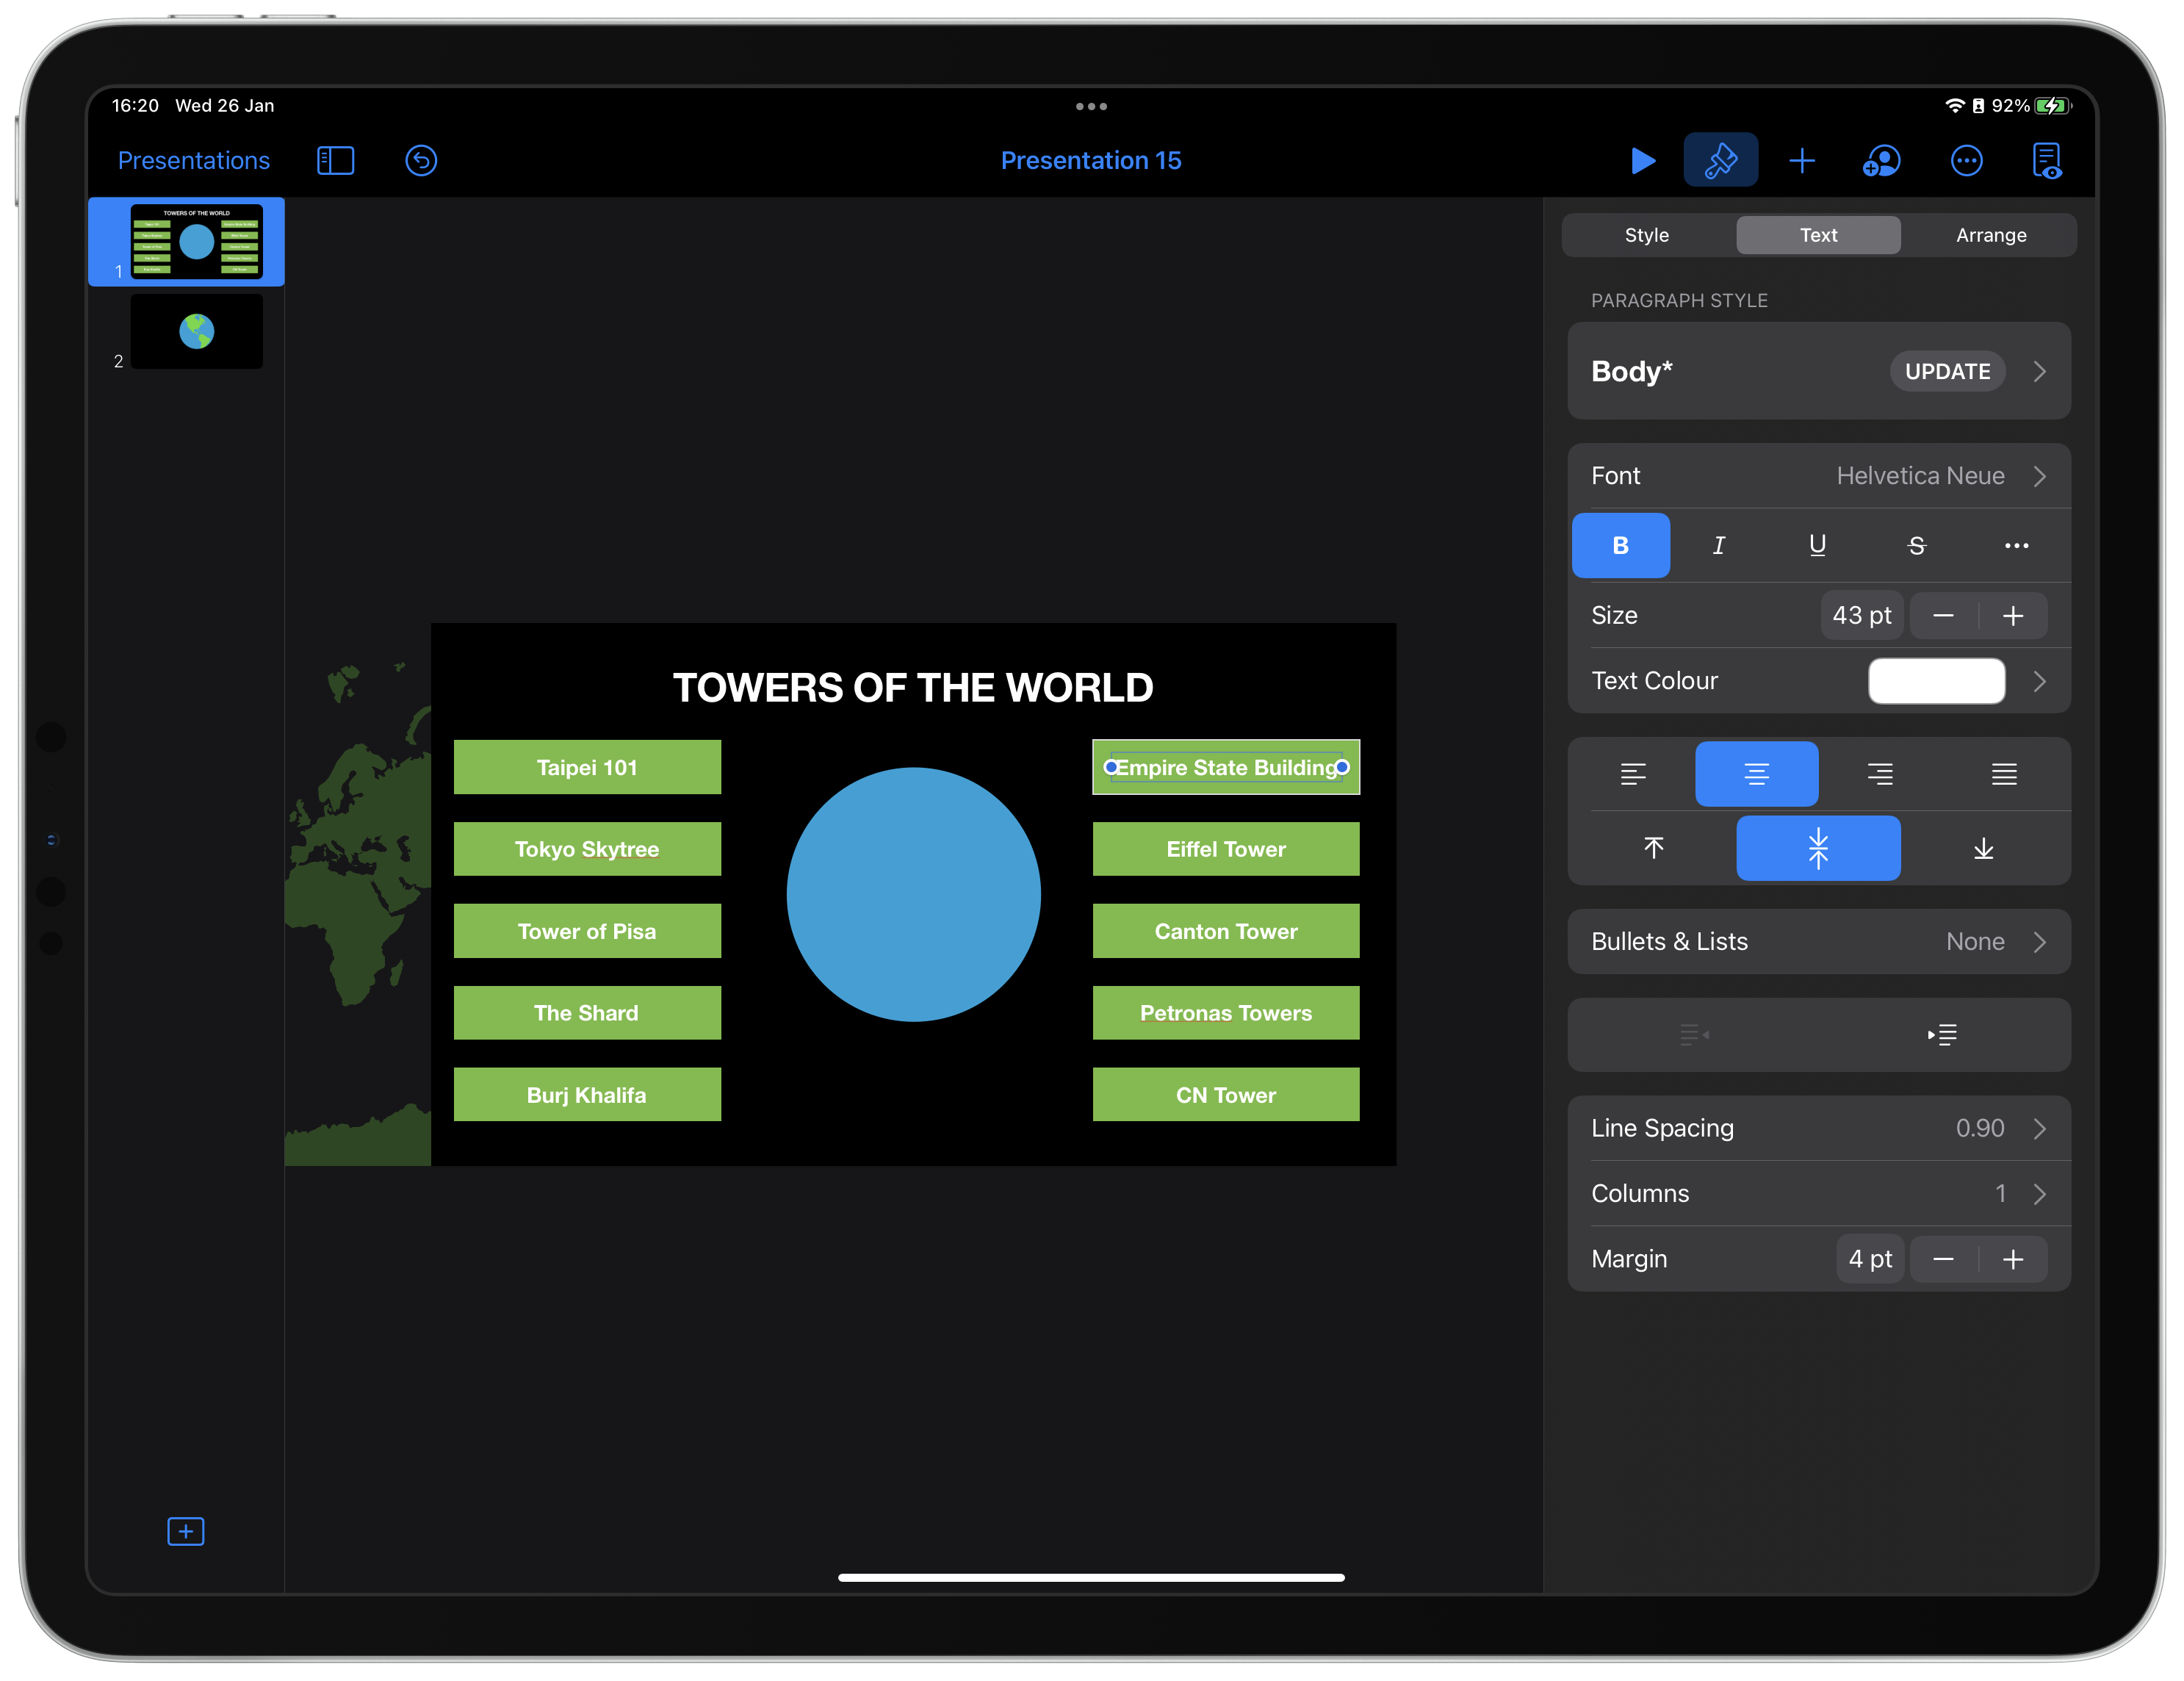 16:20 Wed 26 Jan
92%
Presentations
Presentation 15
TOWERS OF THE WORLD
1
2
TOWERS OF THE WORLD
Taipei 101
Empire State Building
Tokyo Skytree
Eiffel Tower
Tower of Pisa
Canton Tower
The Shard
Petronas Towers
Burj Khalifa
CN Tower
Style Text Arrange
PARAGRAPH STYLE
Body* UPDATE
Font Helvetica Neue
B I U S
Size 43 pt
Text Colour
Bullets & Lists None
Line Spacing 0.90
Columns 1
Margin 4 pt